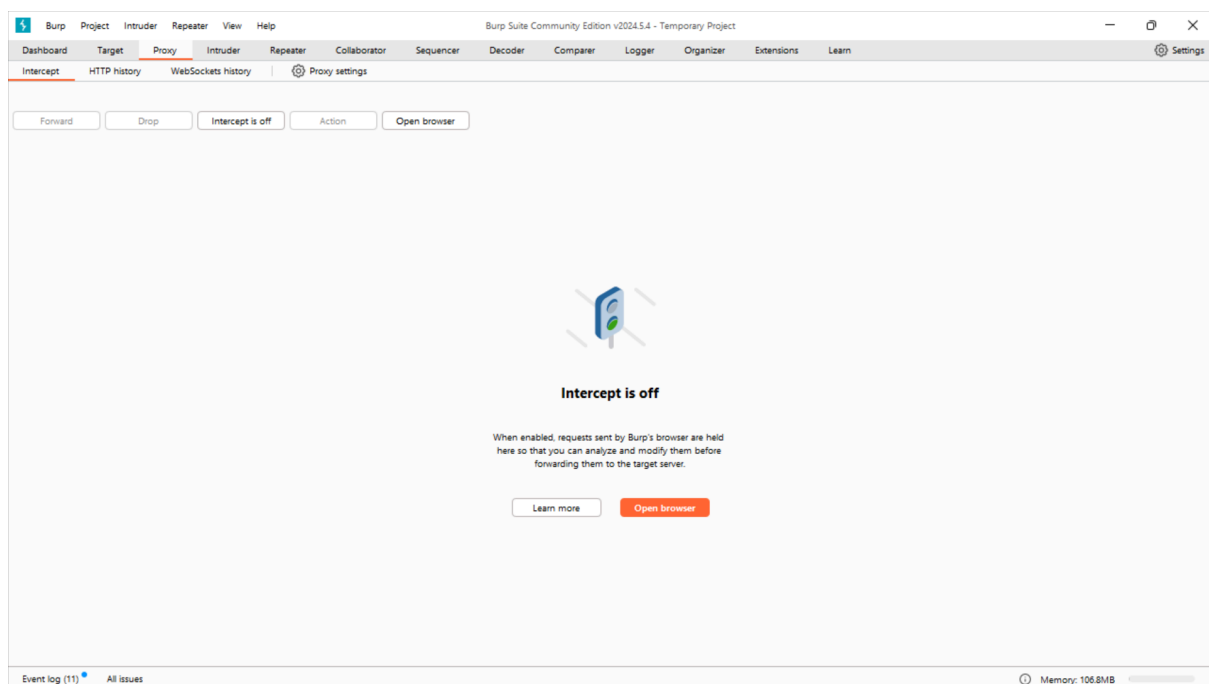 Burp Project Intruder Repeater View Help Burp Suite Community Edition v2024.5.4 - Temporary Project
Dashboard Target Proxy Intruder Repeater Collaborator Sequencer Decoder Comparer Logger Organizer Extensions Learn Settings
Intercept HTTP history WebSockets history Proxy settings
Forward Drop Intercept is off Action Open browser
Intercept is off
When enabled, requests sent by Burp's browser are held
here so that you can analyze and modify them before
forwarding them to the target server.
Learn more Open browser
Event log (11) All issues Memory: 106.8MB